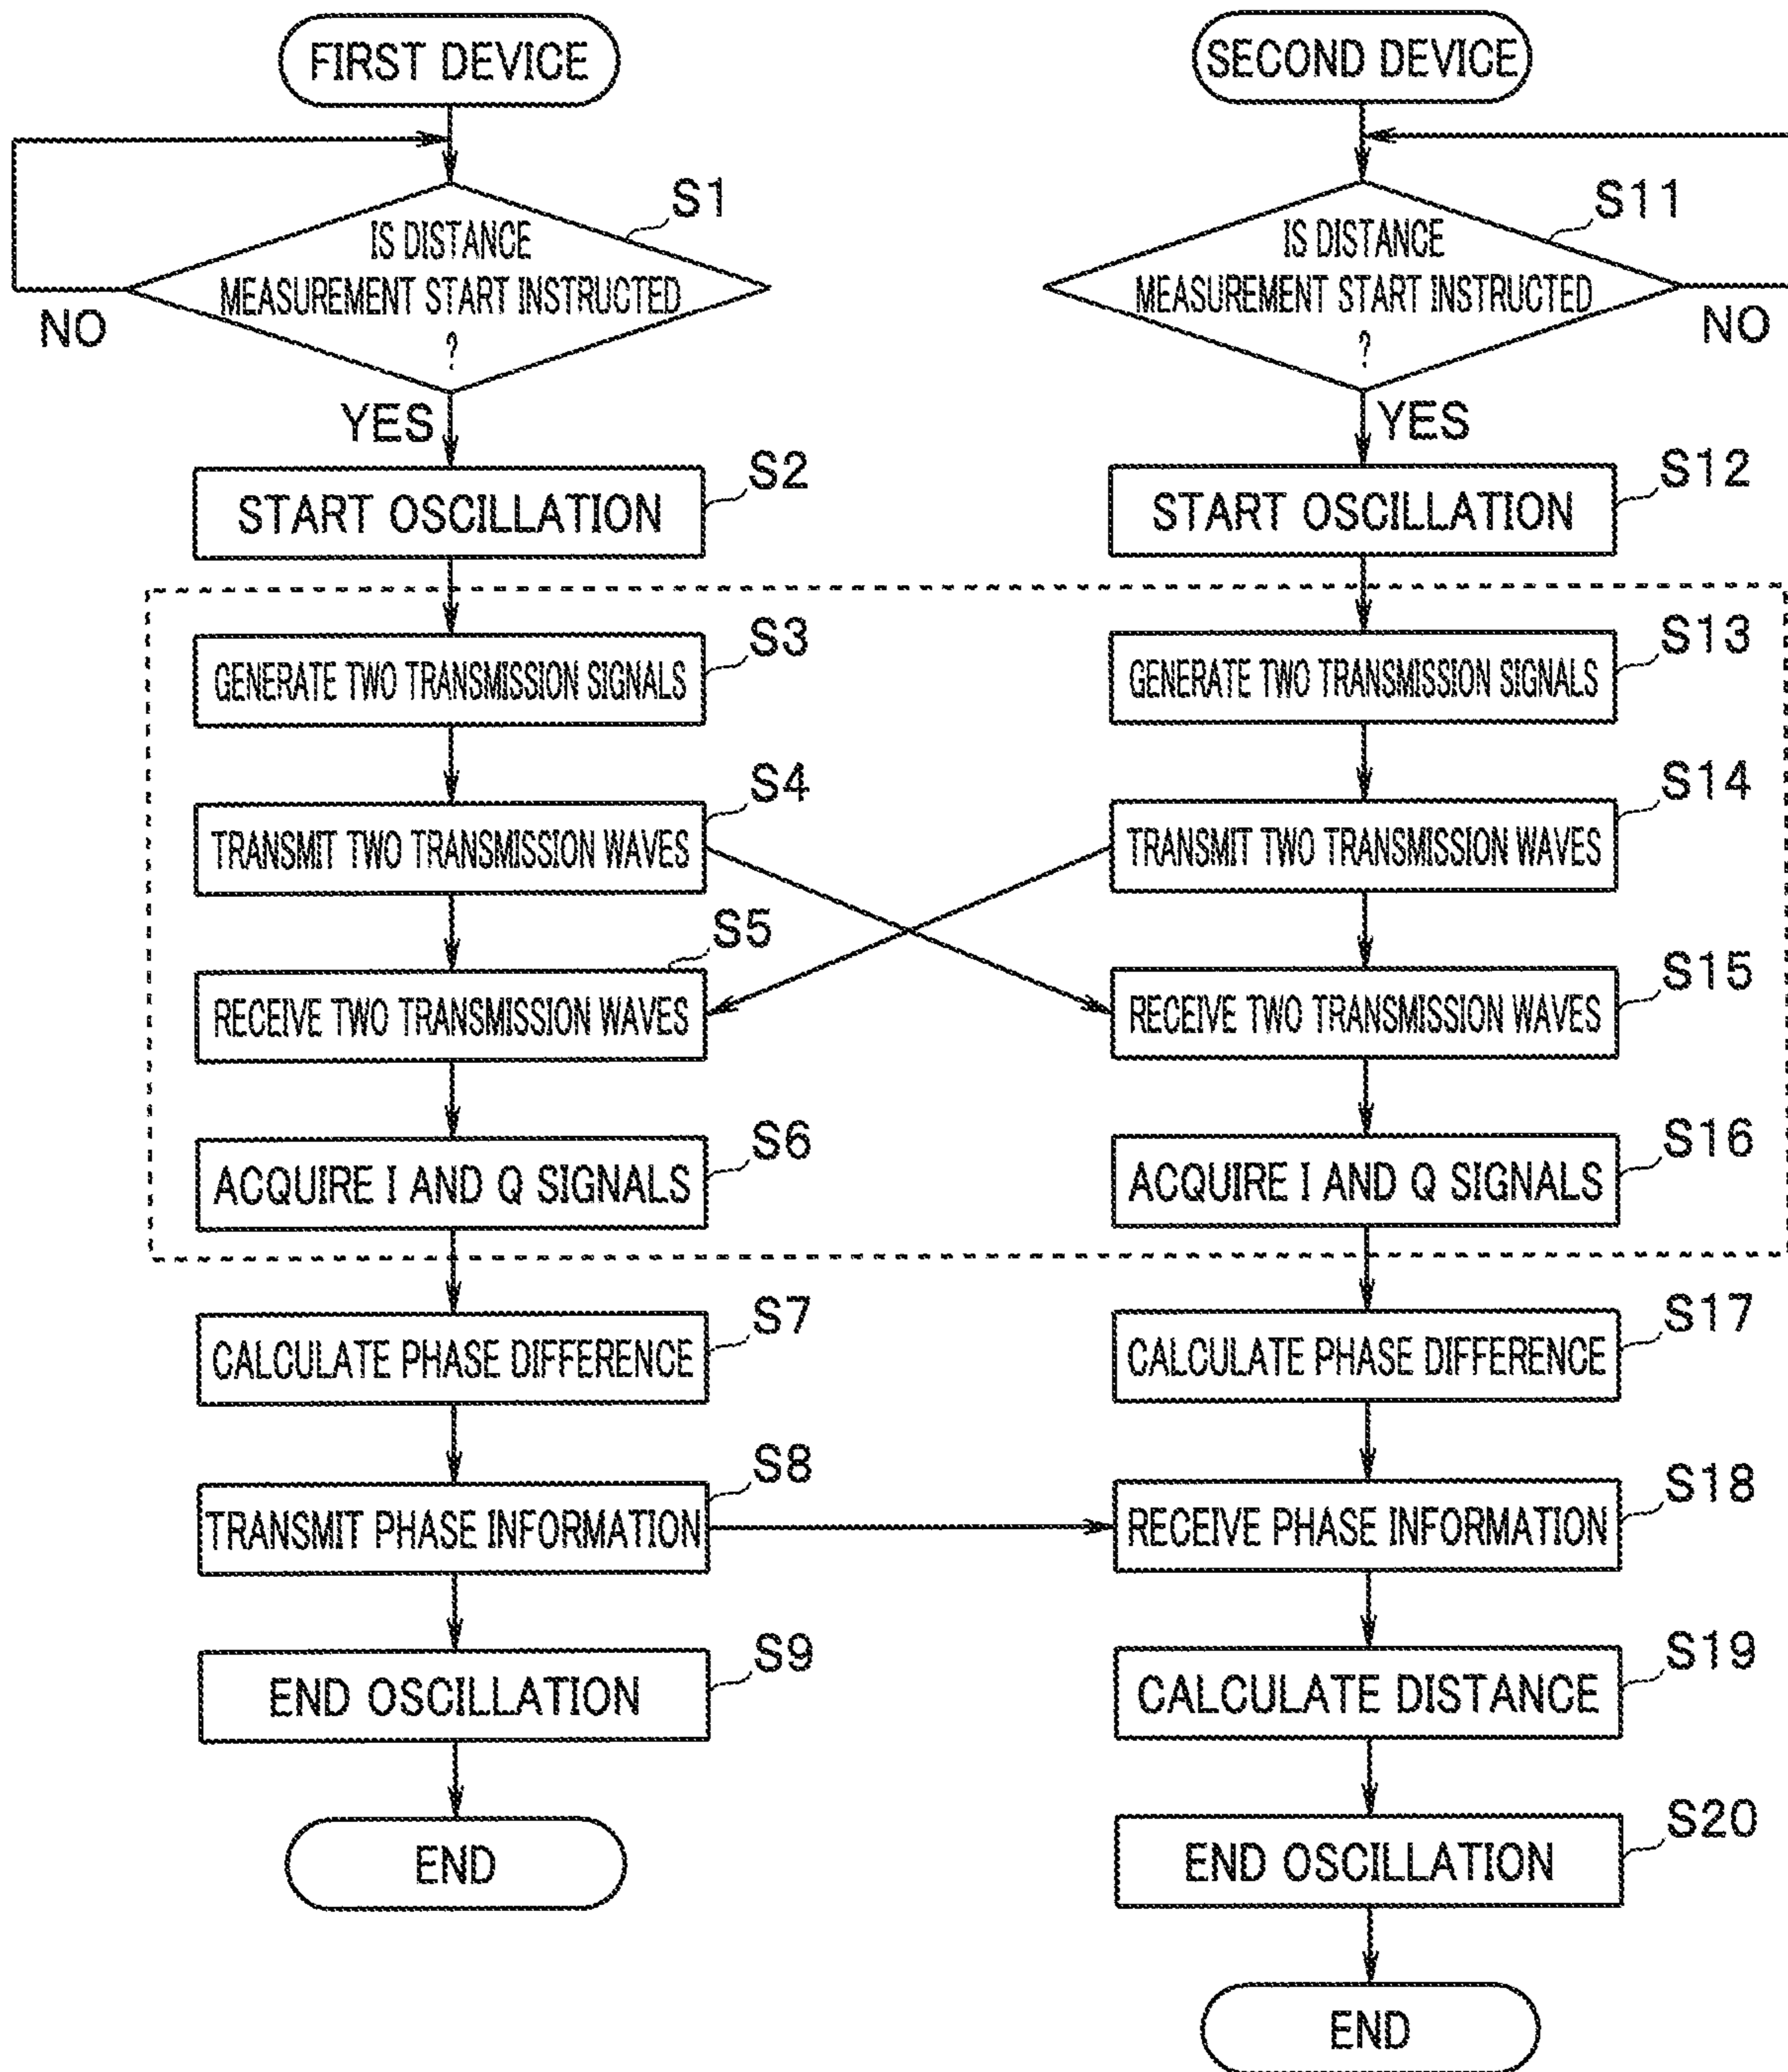 FIRST DEVICE
S1
IS DISTANCE
MEASUREMENT START INSTRUCTED
?
NO
YES
S2
START OSCILLATION
S3
GENERATE TWO TRANSMISSION SIGNALS
S4
TRANSMIT TWO TRANSMISSION WAVES
S5
RECEIVE TWO TRANSMISSION WAVES
S6
ACQUIRE I AND Q SIGNALS
S7
CALCULATE PHASE DIFFERENCE
S8
TRANSMIT PHASE INFORMATION
S9
END OSCILLATION
END
SECOND DEVICE
S11
IS DISTANCE
MEASUREMENT START INSTRUCTED
?
NO
YES
S12
START OSCILLATION
S13
GENERATE TWO TRANSMISSION SIGNALS
S14
TRANSMIT TWO TRANSMISSION WAVES
S15
RECEIVE TWO TRANSMISSION WAVES
S16
ACQUIRE I AND Q SIGNALS
S17
CALCULATE PHASE DIFFERENCE
S18
RECEIVE PHASE INFORMATION
S19
CALCULATE DISTANCE
S20
END OSCILLATION
END